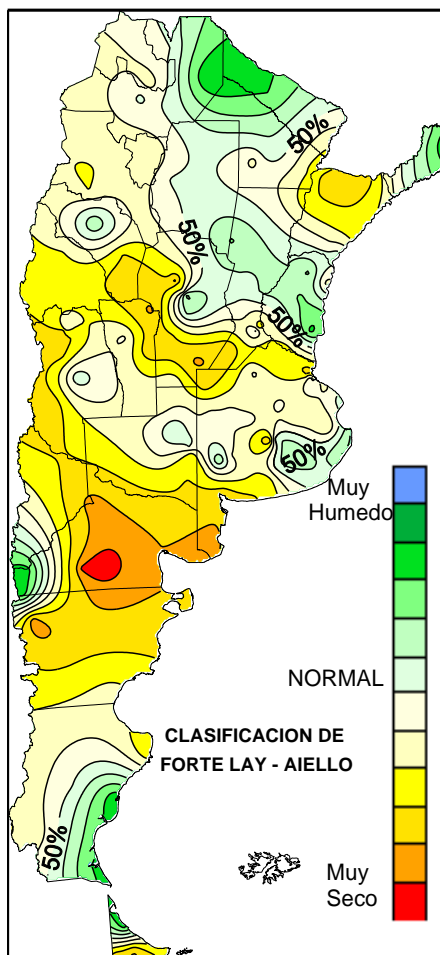 50%
50%
50%
50%
Muy
Humedo
NORMAL
CLASIFICACION DE
FORTE LAY - AIELLO
50%
Muy
Seco